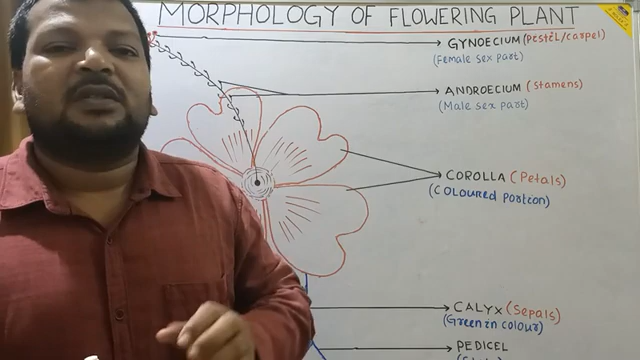 MORPHOLOGY OF FLOWERING PLANT
GYNOECIUM (Pestel/carpel)
(Female sex part)
ANDROECIUM (Stamens)
(Male sex part)
COROLLA (Petals)
(COLOURED PORTION)
CALYX (Sepals)
(Green in colour)
PEDICEL